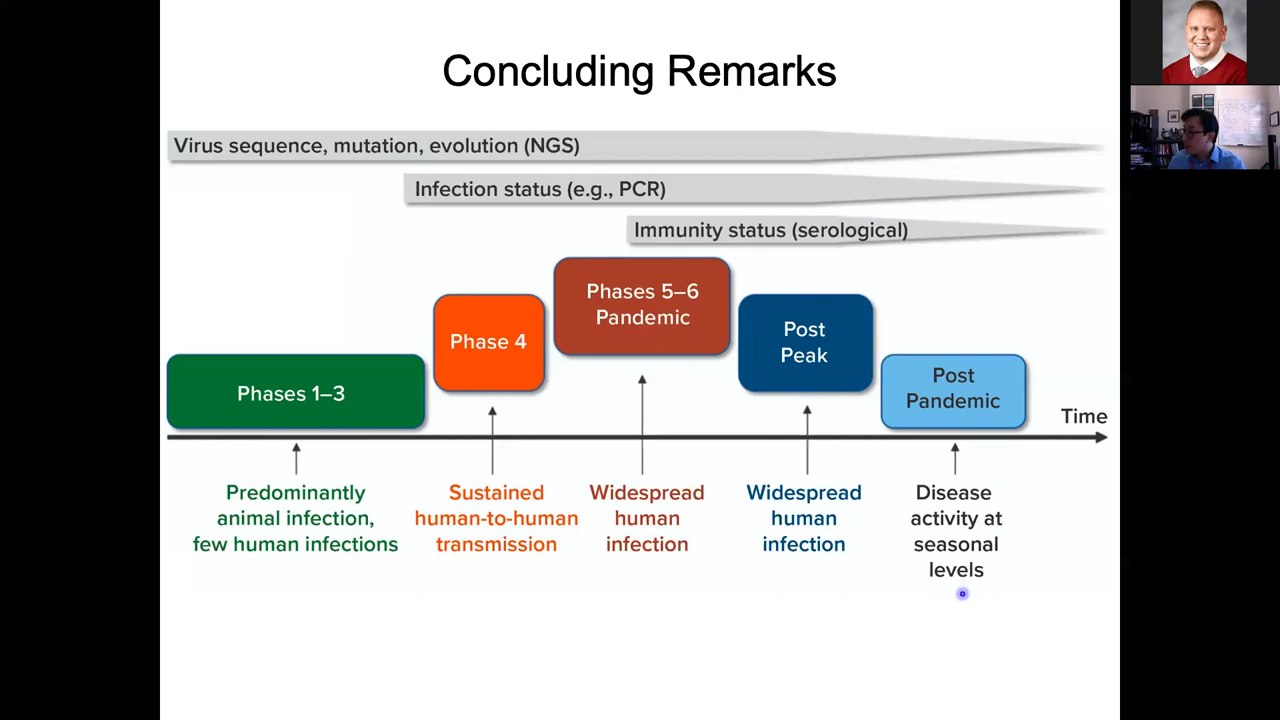 Concluding Remarks
Virus sequence, mutation, evolution (NGS)
Infection status (e.g., PCR)
Immunity status (serological)
Phases 1–3
Phase 4
Phases 5–6
Pandemic
Post
Peak
Post
Pandemic
Time
Predominantly
animal infection,
few human infections
Sustained
human-to-human
transmission
Widespread
human
infection
Widespread
human
infection
Disease
activity at
seasonal
levels